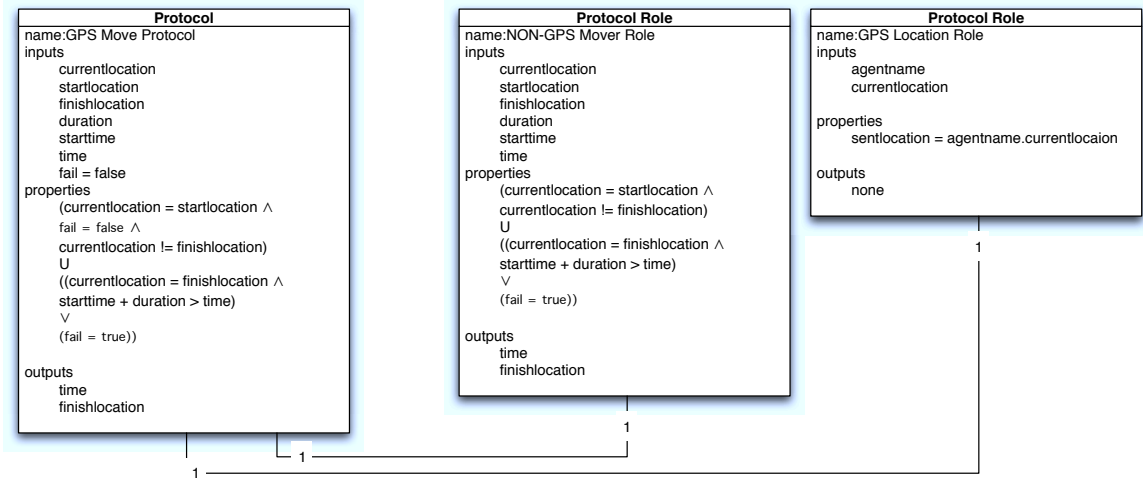 Protocol
name:GPS Move Protocol
inputs
currentlocation
startlocation
finishlocation
duration
starttime
time
fail = false
properties
(currentlocation = startlocation ∧
fail = false ∧
currentlocation != finishlocation)
U
((currentlocation = finishlocation ∧
starttime + duration > time)
∨
(fail = true))
outputs
time
finishlocation
Protocol Role
name:NON-GPS Mover Role
inputs
currentlocation
startlocation
finishlocation
duration
starttime
time
properties
(currentlocation = startlocation ∧
currentlocation != finishlocation)
U
((currentlocation = finishlocation ∧
starttime + duration > time)
∨
(fail = true))
outputs
time
finishlocation
Protocol Role
name:GPS Location Role
inputs
agentname
currentlocation
properties
sentlocation = agentname.currentlocaion
outputs
none
1
1
1
1